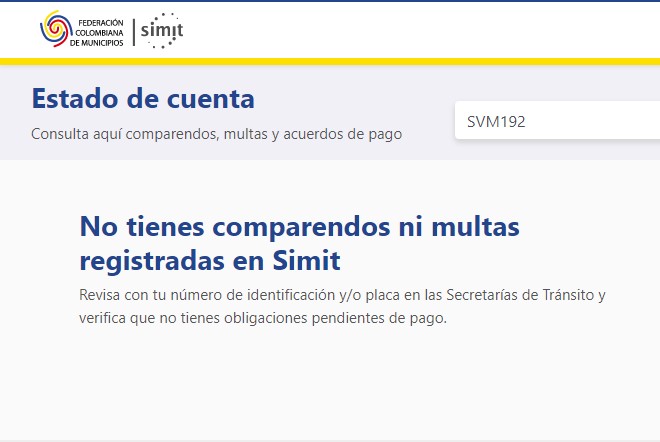 FEDERACIÓN
COLOMBIANA
DE MUNICIPIOS
simit
Estado de cuenta
Consulta aquí comparendos, multas y acuerdos de pago
SVM192
No tienes comparendos ni multas
registradas en Simit
Revisa con tu número de identificación y/o placa en las Secretarías de Tránsito y
verifica que no tienes obligaciones pendientes de pago.